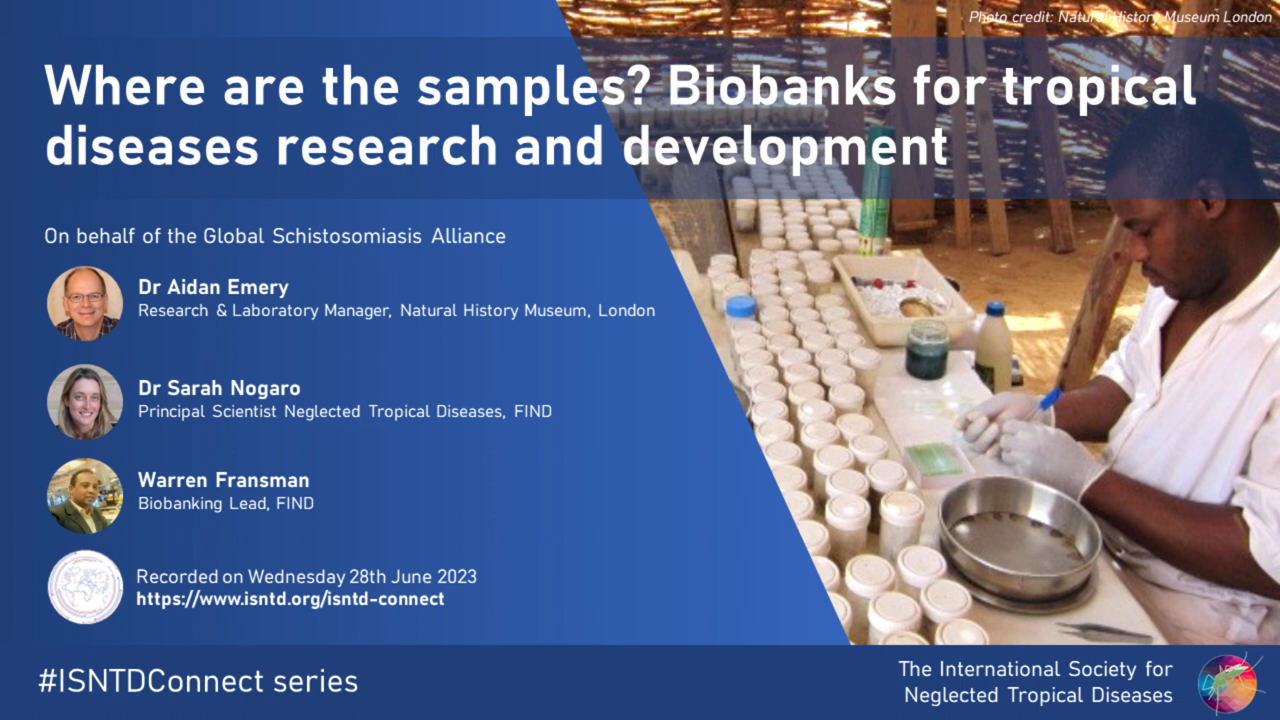 Photo credit: Natural History Museum London
Where are the samples? Biobanks for tropical
diseases research and development
On behalf of the Global Schistosomiasis Alliance
Dr Aidan Emery
Research & Laboratory Manager, Natural History Museum, London
Dr Sarah Nogaro
Principal Scientist Neglected Tropical Diseases, FIND
Warren Fransman
Biobanking Lead, FIND
Recorded on Wednesday 28th June 2023
https://www.isntd.org/isntd-connect
#ISNTDConnect series
The International Society for
Neglected Tropical Diseases